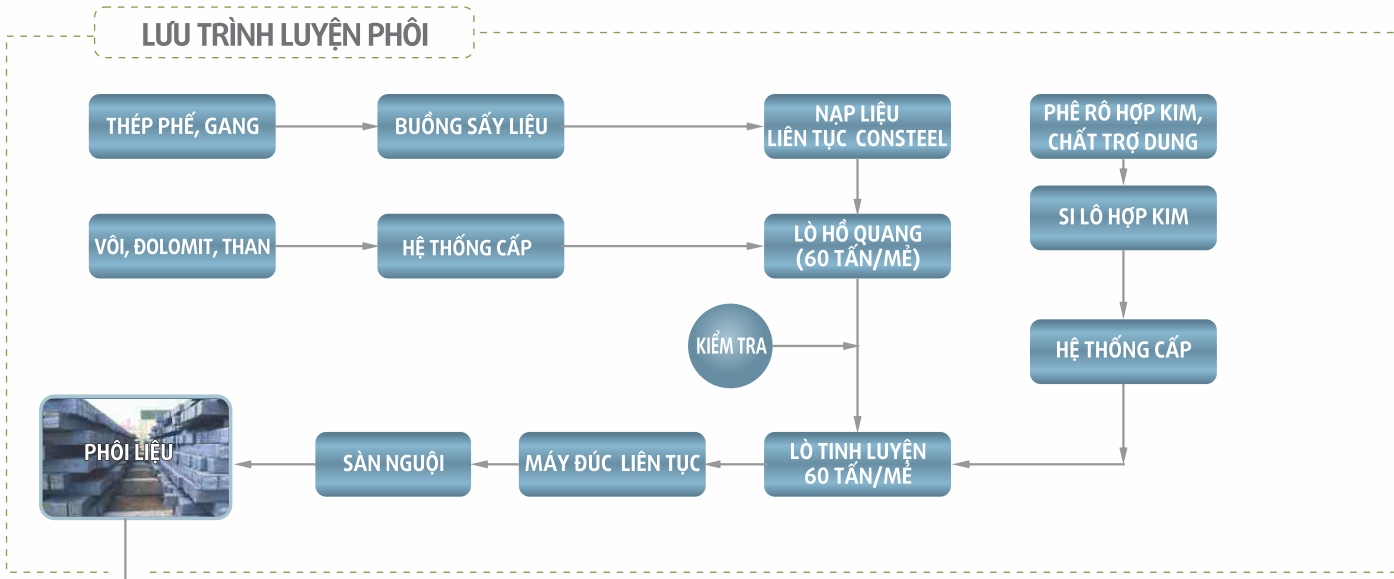 LƯU TRÌNH LUYỆN PHÔI
THÉP PHẾ, GANG
BUỒNG SẤY LIỆU
NẠP LIỆU
LIÊN TỤC CONSTEEL
PHÊ RÔ HỢP KIM,
CHẤT TRỢ DUNG
SI LÔ HỢP KIM
VÔI, ĐOLOMIT, THAN
HỆ THỐNG CẤP
LÒ HỒ QUANG
(60 TẤN/MẺ)
KIỂM TRA
HỆ THỐNG CẤP
PHÔI LIỆU
SÀN NGUỘI
MÁY ĐÚC LIÊN TỤC
LÒ TINH LUYỆN
60 TẤN/MẺ